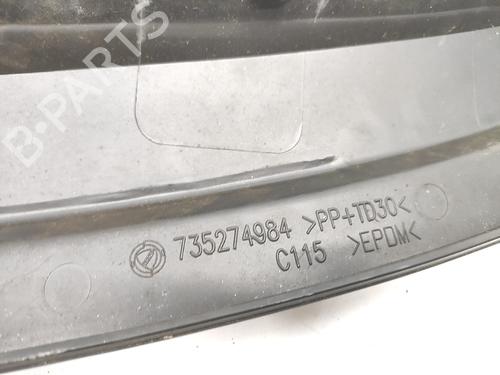 B-PARTS
735274984 >PP+TD30<
C115 >EPDM<